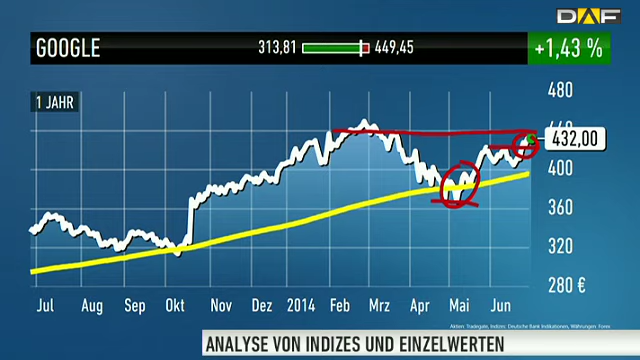 DAF
GOOGLE
313,81
449,45
+1,43 %
1 JAHR
480
440
432,00
400
360
320
280 €
Jul Aug Sep Okt Nov Dez 2014 Feb Mrz Apr Mai Jun
Aktien: Tradegate, Indizes: Deutsche Bank Indikationen, Währungen: Forex
ANALYSE VON INDIZES UND EINZELWERTEN